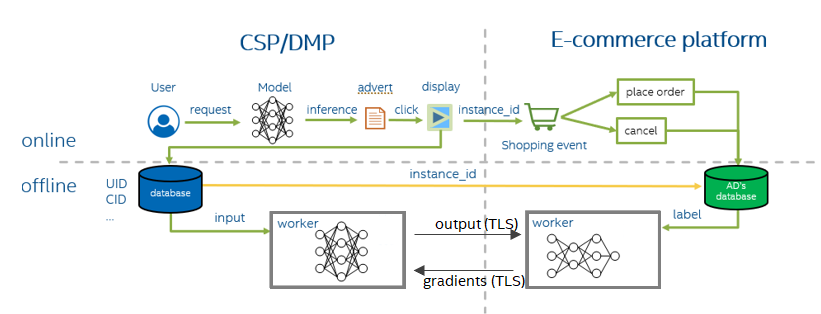 CSP/DMP
E-commerce platform
User
Model
advert
display
request
inference
click
instance_id
place order
cancel
Shopping event
online
offline
UID
CID
...
database
instance_id
AD's
database
input
label
worker
output (TLS)
worker
gradients (TLS)